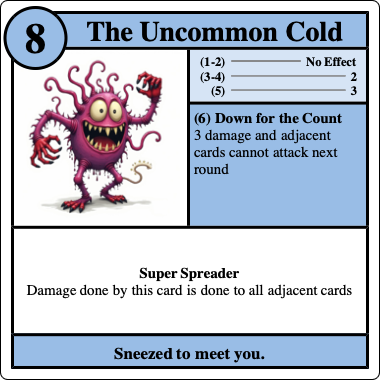 8
The Uncommon Cold
(1-2) No Effect
(3-4) 2
(5) 3
(6) Down for the Count
3 damage and adjacent
cards cannot attack next
round
Super Spreader
Damage done by this card is done to all adjacent cards
Sneezed to meet you.